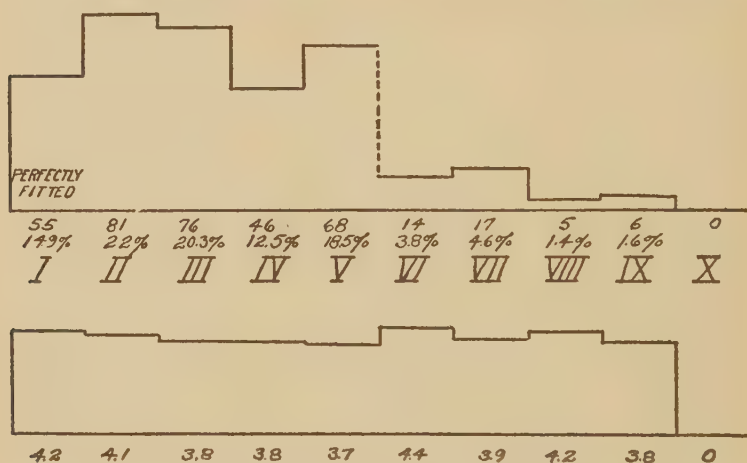 PERFECTLY
FITTED
55 81 76 46 68 14 17 5 6 0
14.9% 22% 20.3% 12.5% 18.5% 3.8% 4.6% 1.4% 1.6%
I II III IV V VI VII VIII IX X
4.2 4.1 3.8 3.8 3.7 4.4 3.9 4.2 3.8 0